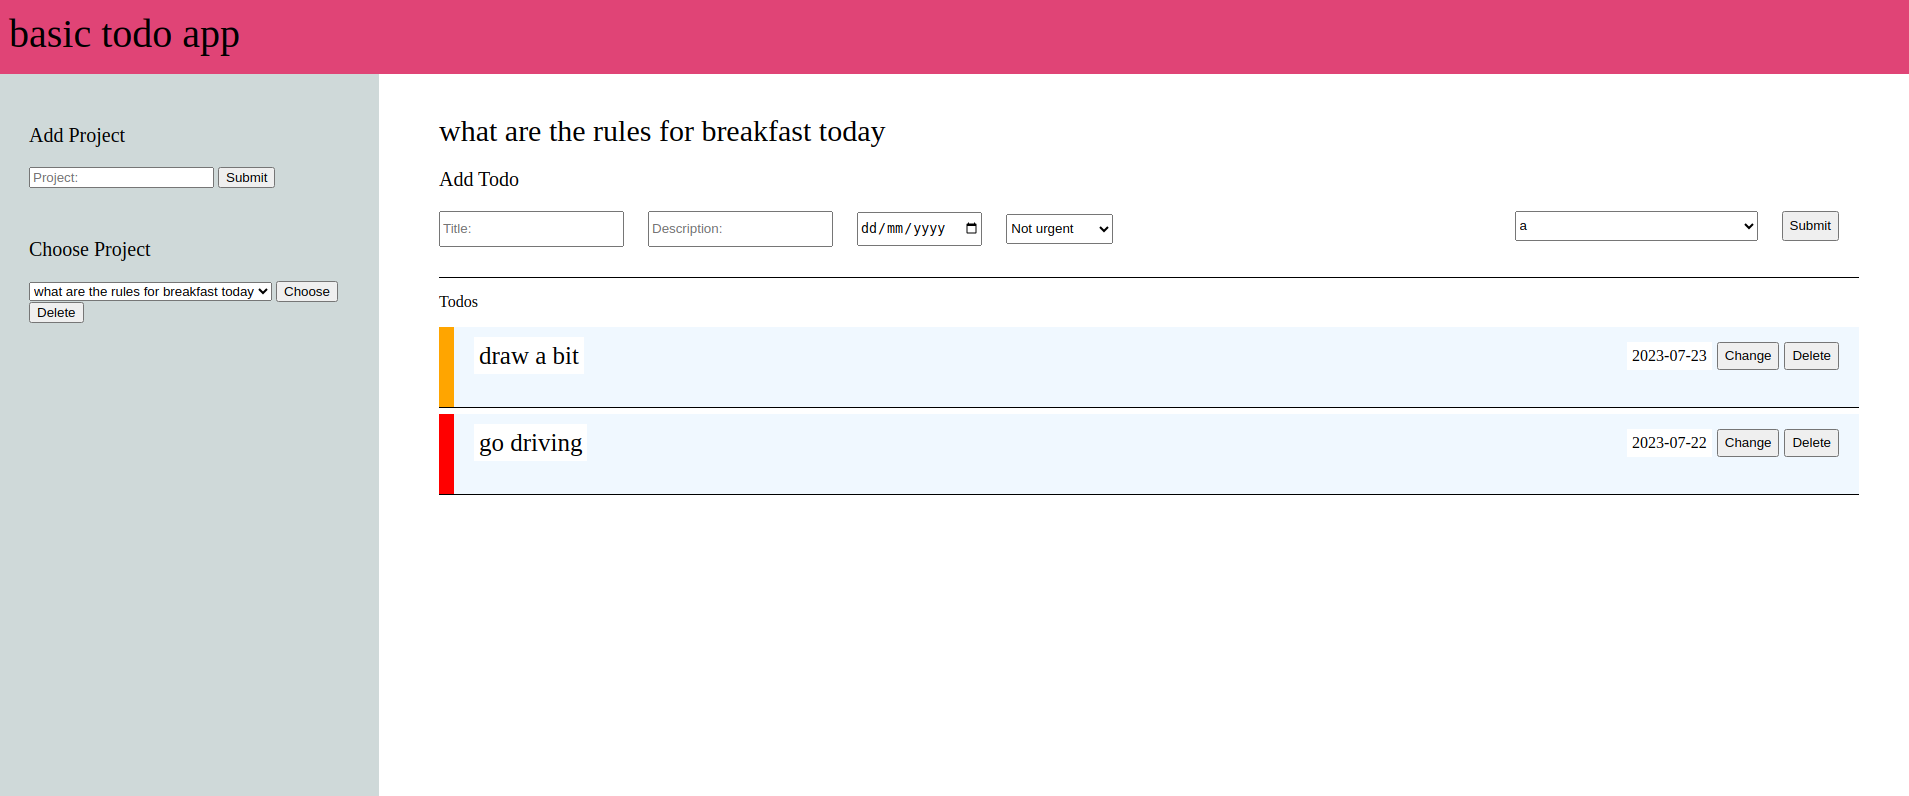 basic todo app
Add Project
Project: Submit
Choose Project
what are the rules for breakfast today Choose
Delete
what are the rules for breakfast today
Add Todo
Title: Description: dd/mm/yyyy Not urgent a Submit
Todos
draw a bit 2023-07-23 Change Delete
go driving 2023-07-22 Change Delete